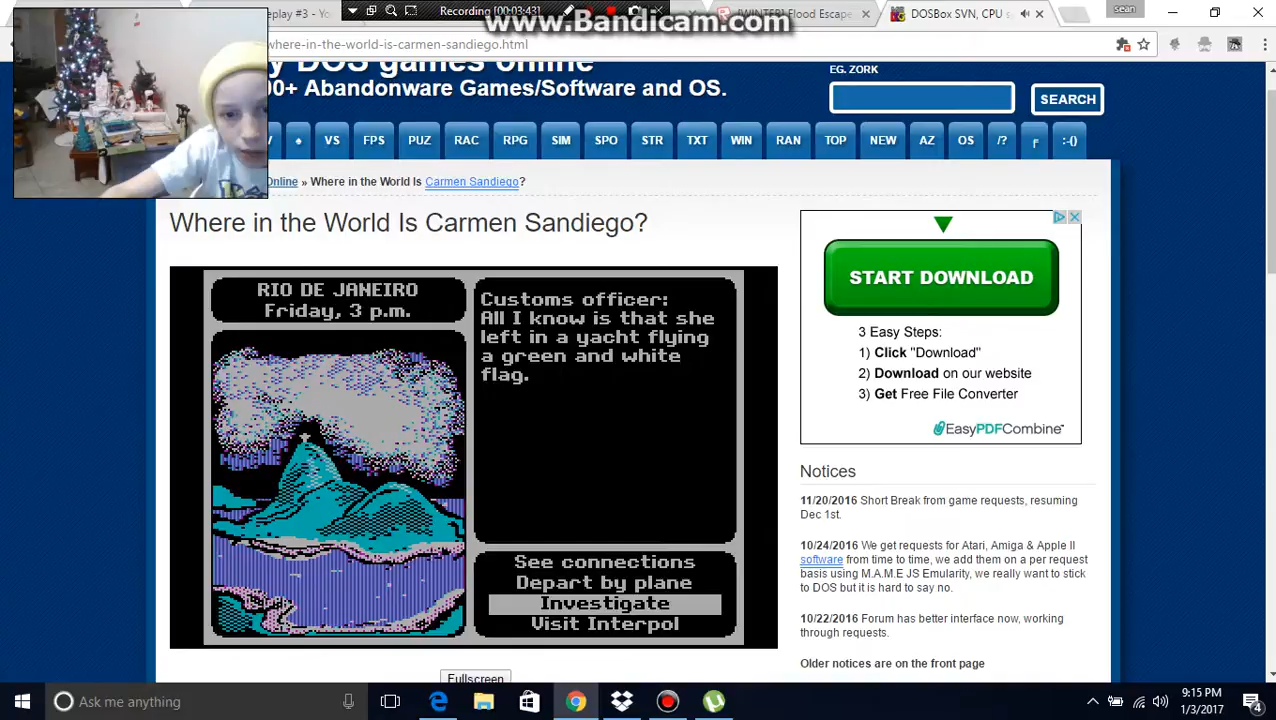 eplay #3 - Yo
Recording [00:03:43]
www.Bandicam.com
[WINTER] Flood Escape
DOSBox SVN, CPU s
sean
where-in-the-world-is-carmen-sandiego.html
y DOS games online
00+ Abandonware Games/Software and OS.
EG. ZORK
SEARCH
V ♠ VS FPS PUZ RAC RPG SIM SPO STR TXT WIN RAN TOP NEW AZ OS /? ╒ :-()
Online » Where in the World Is Carmen Sandiego?
Where in the World Is Carmen Sandiego?
RIO DE JANEIRO
Friday, 3 p.m.
Customs officer:
All I know is that she
left in a yacht flying
a green and white
flag.
See connections
Depart by plane
Investigate
Visit Interpol
Fullscreen
START DOWNLOAD
3 Easy Steps:
1) Click "Download"
2) Download on our website
3) Get Free File Converter
EasyPDFCombine™
Notices
11/20/2016 Short Break from game requests, resuming
Dec 1st.
10/24/2016 We get requests for Atari, Amiga & Apple II
software from time to time, we add them on a per request
basis using M.A.M.E JS Emularity, we really want to stick
to DOS but it is hard to say no.
10/22/2016 Forum has better interface now, working
through requests.
Older notices are on the front page
Ask me anything
9:15 PM
1/3/2017
4